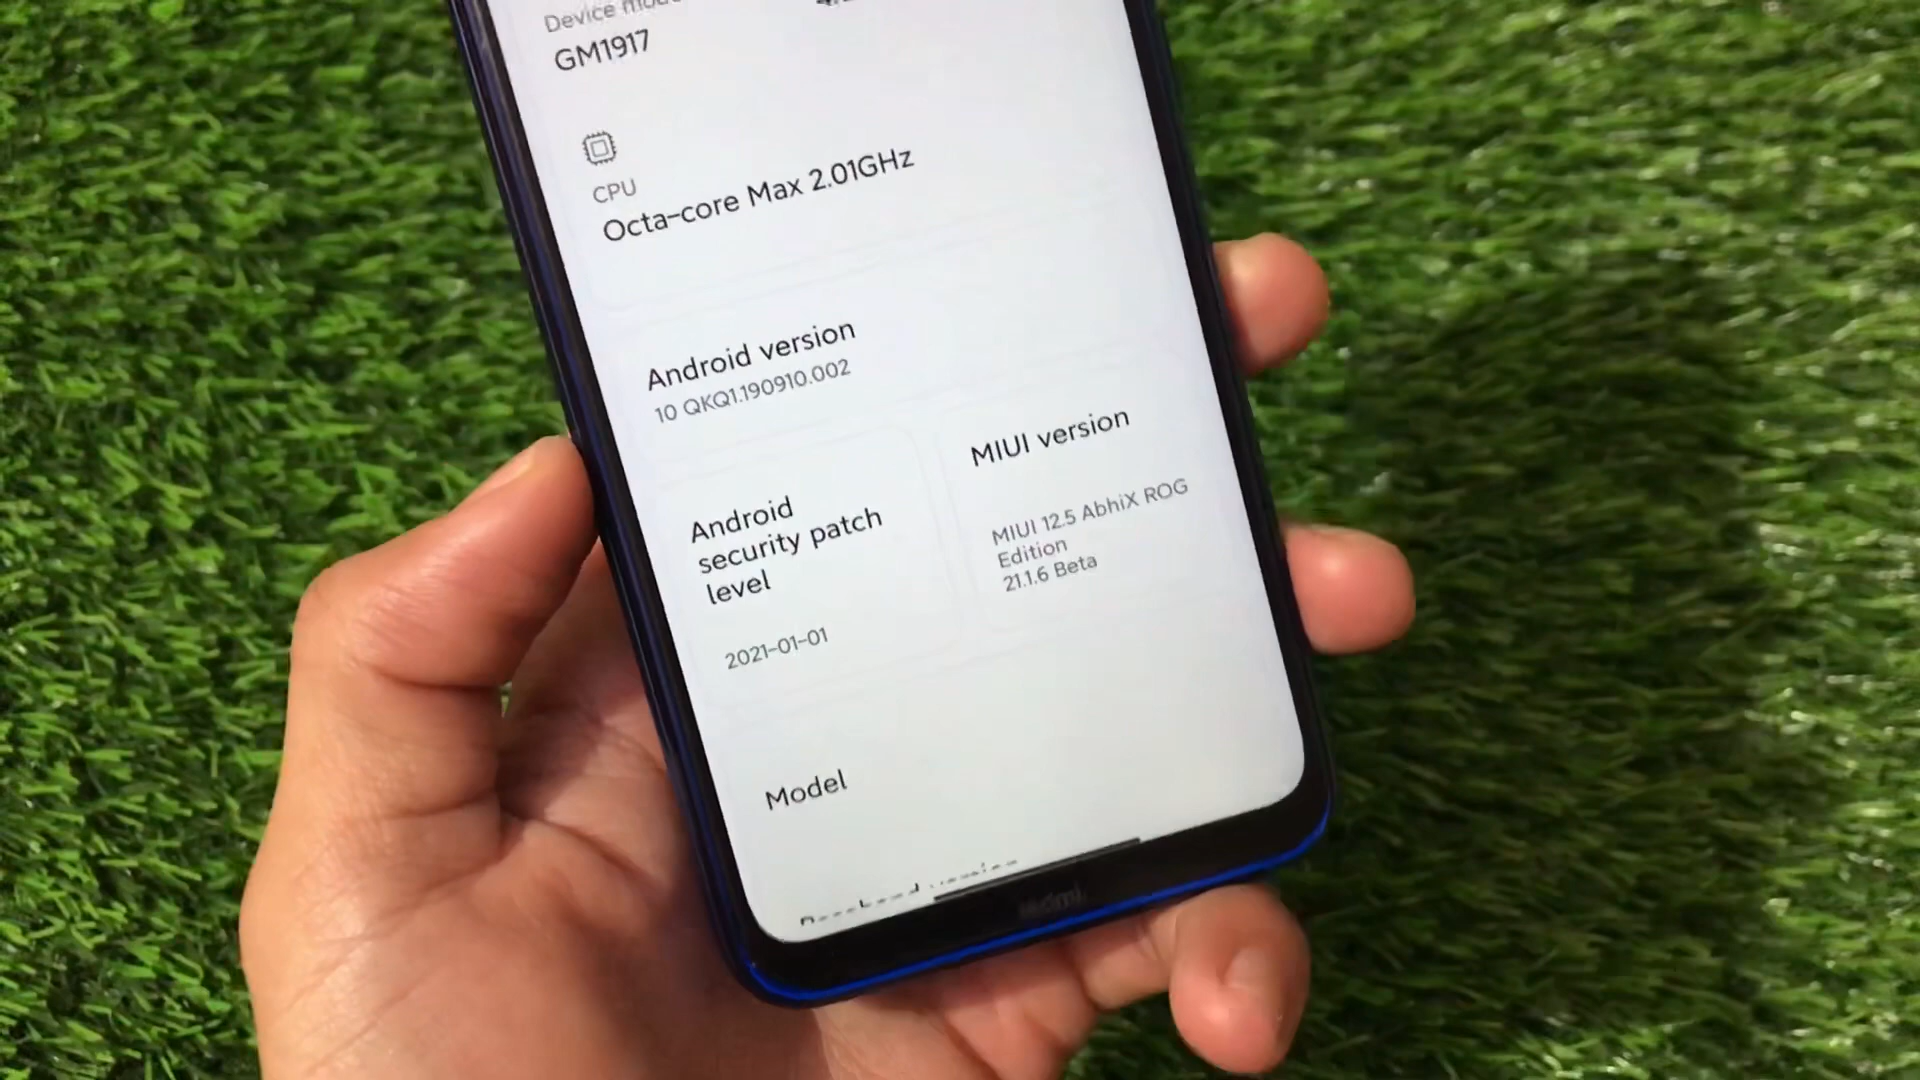 Device
GM1917
CPU
Octa-core Max 2.01GHz
Android version
10 QKQ1.190910.002
MIUI version
MIUI 12.5 AbhiX ROG
Edition
21.1.6 Beta
Android
security patch
level
2021-01-01
Model
Redmi